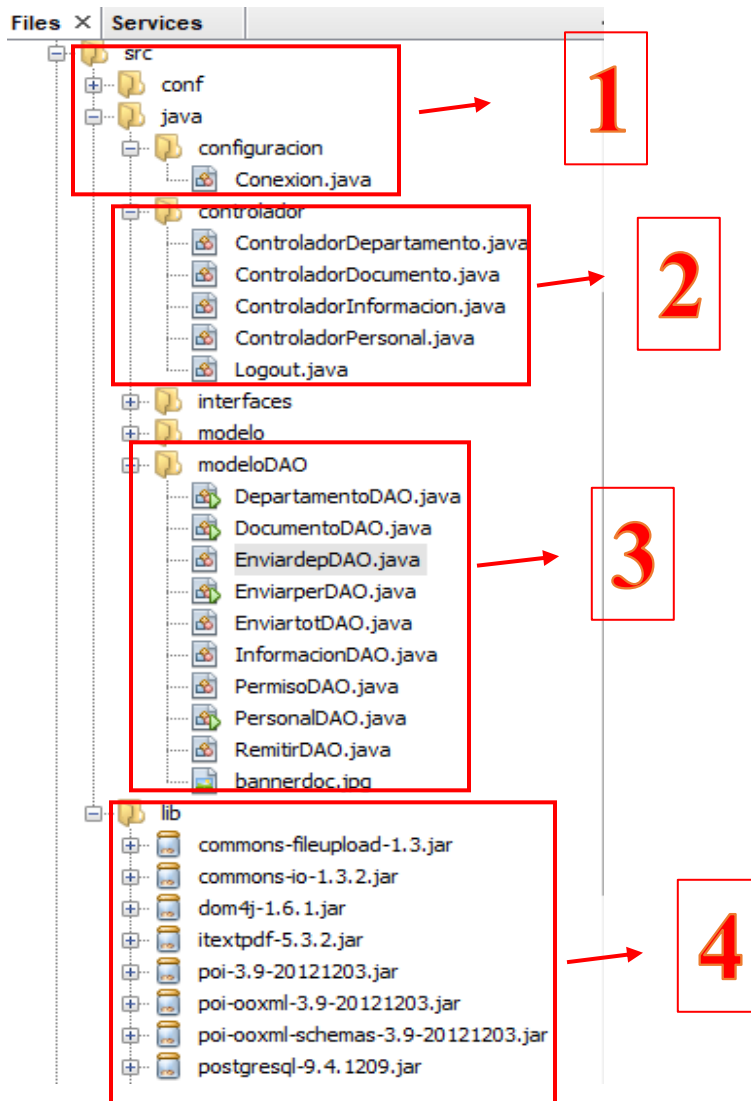 Files × Services
src
conf
java
configuracion
Conexion.java
1
controlador
ControladorDepartamento.java
ControladorDocumento.java
ControladorInformacion.java
ControladorPersonal.java
Logout.java
2
interfaces
modelo
modeloDAO
DepartamentoDAO.java
DocumentoDAO.java
EnviardepDAO.java
EnviarperDAO.java
EnviartotDAO.java
InformacionDAO.java
PermisoDAO.java
PersonalDAO.java
RemitirDAO.java
bannerdoc.jpg
3
lib
commons-fileupload-1.3.jar
commons-io-1.3.2.jar
dom4j-1.6.1.jar
itextpdf-5.3.2.jar
poi-3.9-20121203.jar
poi-ooxml-3.9-20121203.jar
poi-ooxml-schemas-3.9-20121203.jar
postgresql-9.4.1209.jar
4